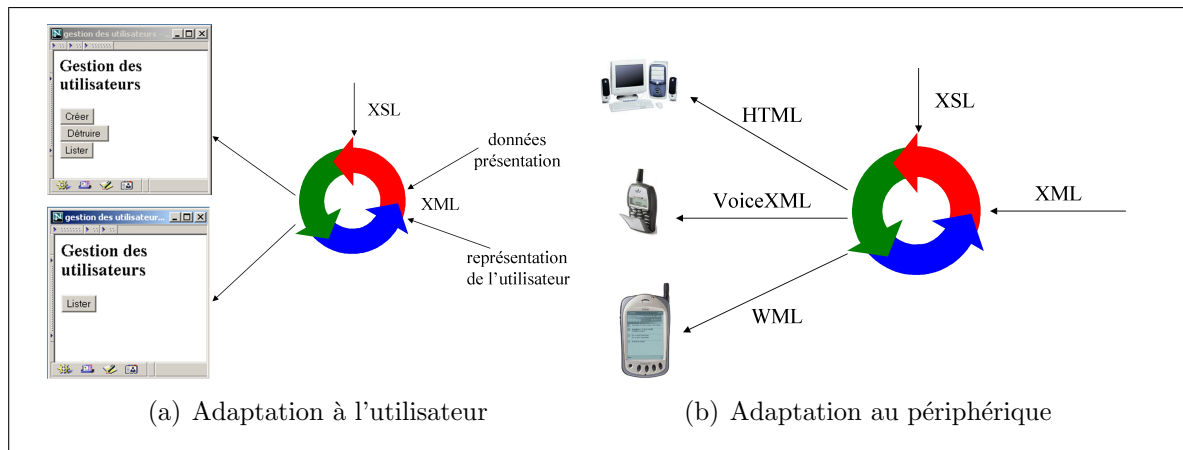 gestion des utilisateurs - ...
Gestion des
utilisateurs
Créer
Détruire
Lister
gestion des utilisateur...
Gestion des
utilisateurs
Lister
XSL
données
présentation
XML
représentation
de l'utilisateur
(a) Adaptation à l'utilisateur
HTML
VoiceXML
WML
XSL
XML
(b) Adaptation au périphérique